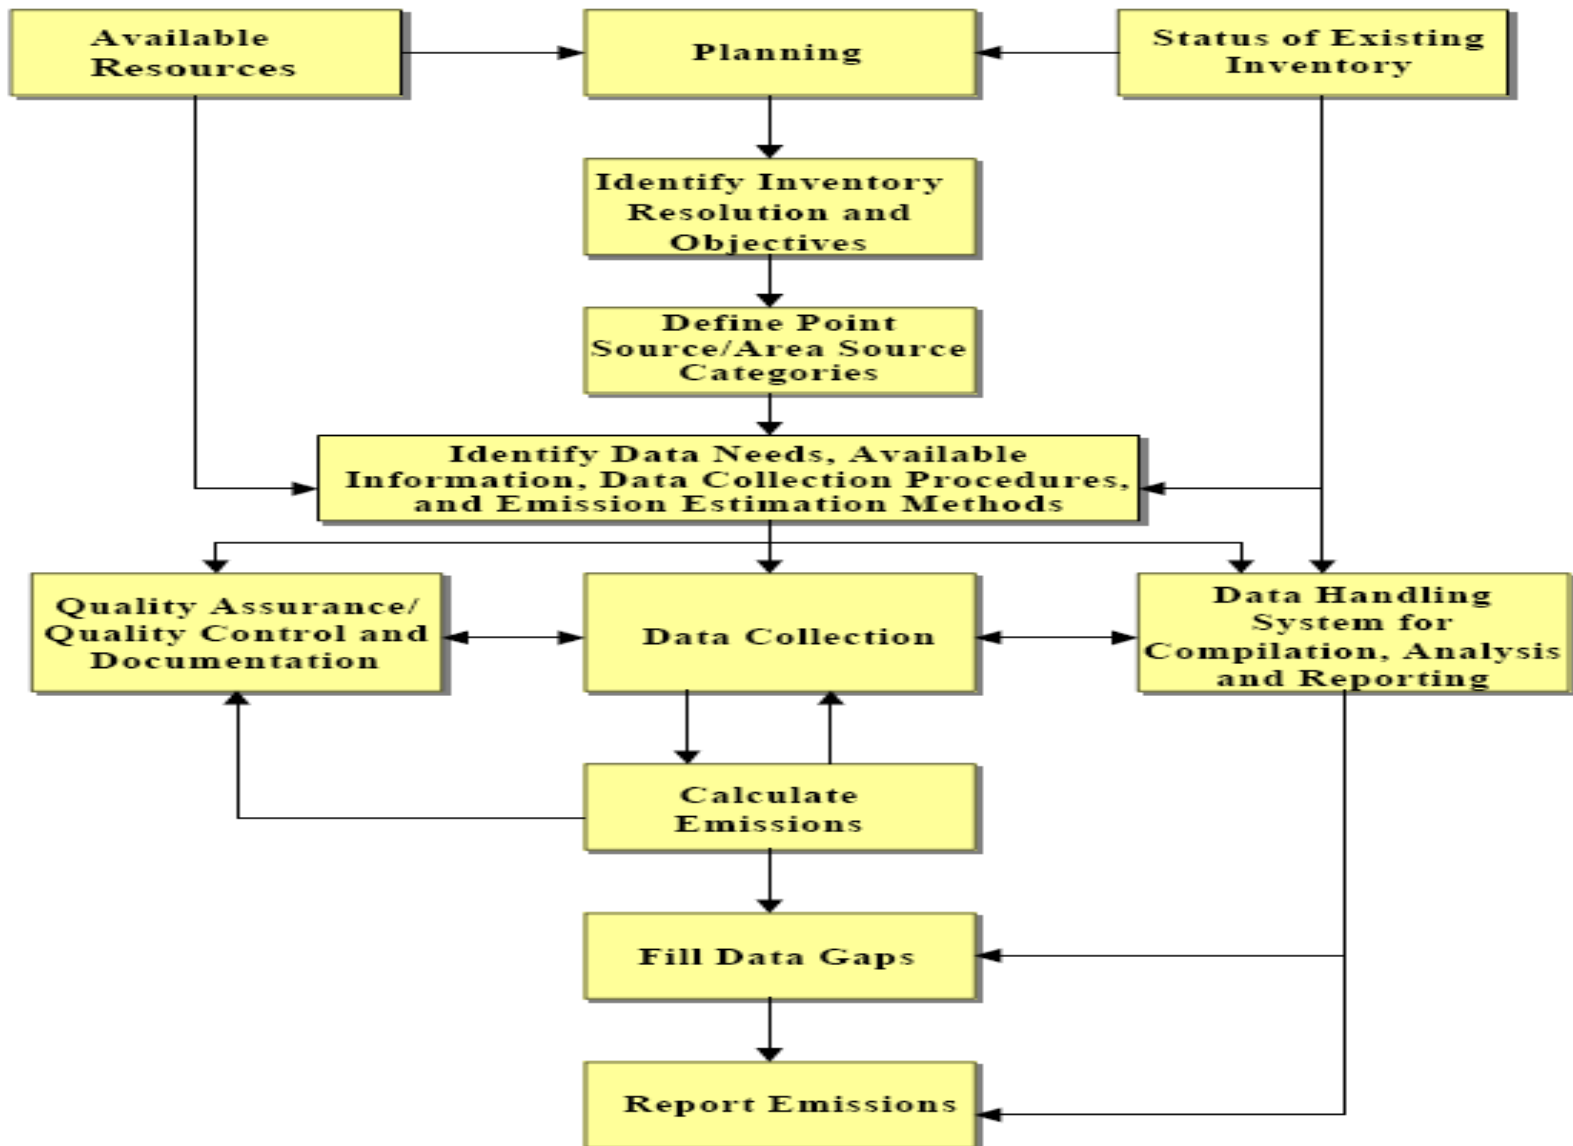 Available
Resources
Planning
Status of Existing
Inventory
Identify Inventory
Resolution and
Objectives
Define Point
Source/Area Source
Categories
Identify Data Needs, Available
Information, Data Collection Procedures,
and Emission Estimation Methods
Quality Assurance/
Quality Control and
Documentation
Data Collection
Data Handling
System for
Compilation, Analysis
and Reporting
Calculate
Emissions
Fill Data Gaps
Report Emissions